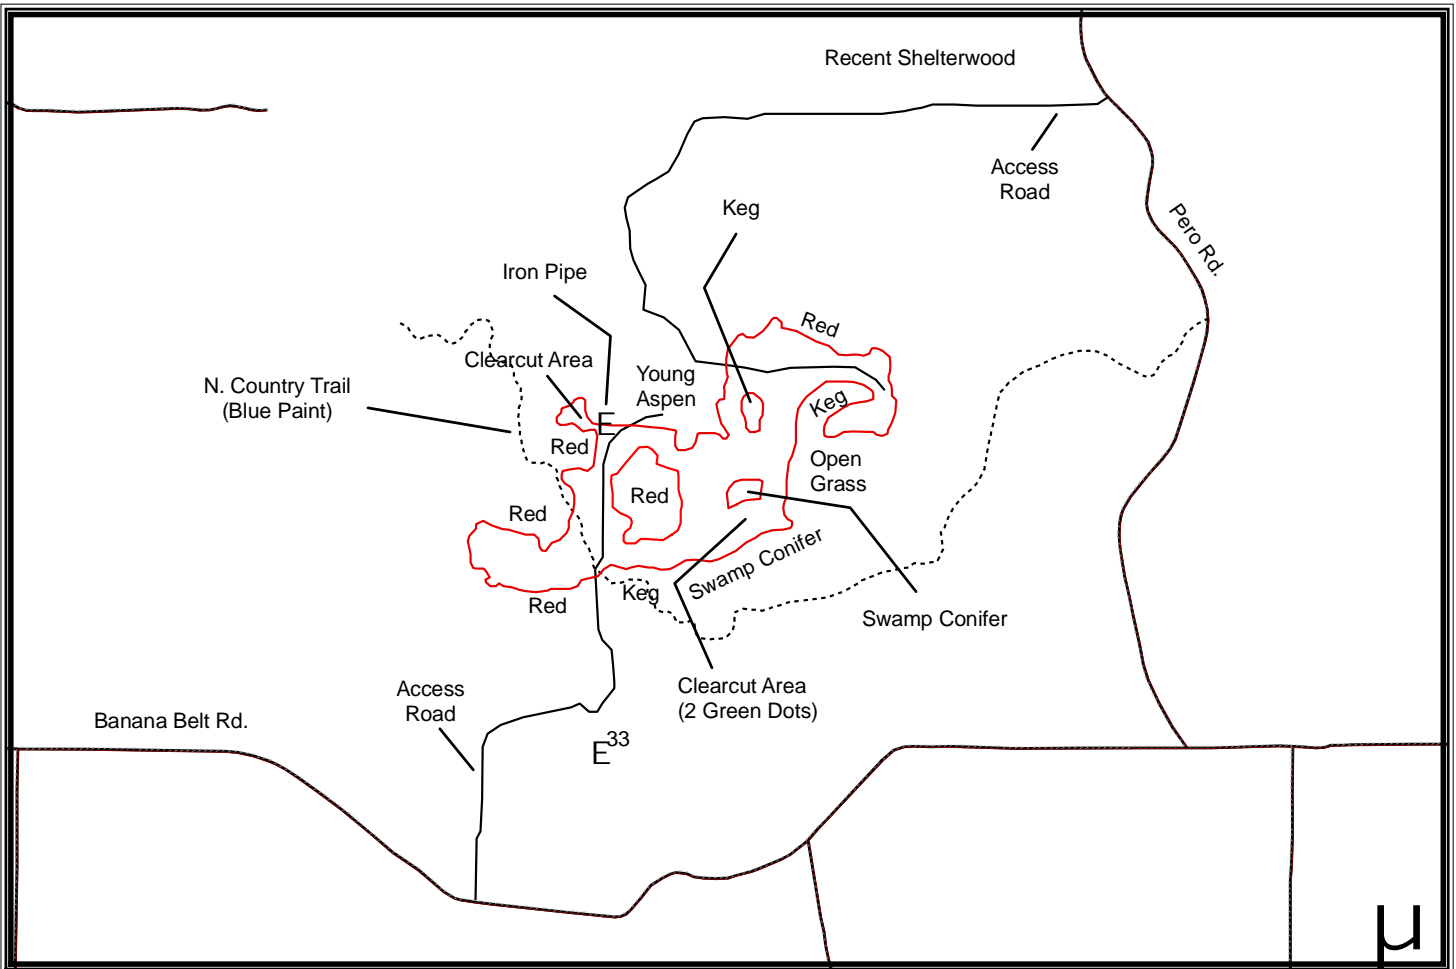 Recent Shelterwood
Access
Road
Keg
Pero Rd.
Iron Pipe
Red
Clearcut Area
Young
Aspen
N. Country Trail
(Blue Paint)
Keg
E
Red
Open
Grass
Red
Red
Swamp Conifer
Keg
Red
Swamp Conifer
Access
Road
Clearcut Area
(2 Green Dots)
Banana Belt Rd.
E 33
µ